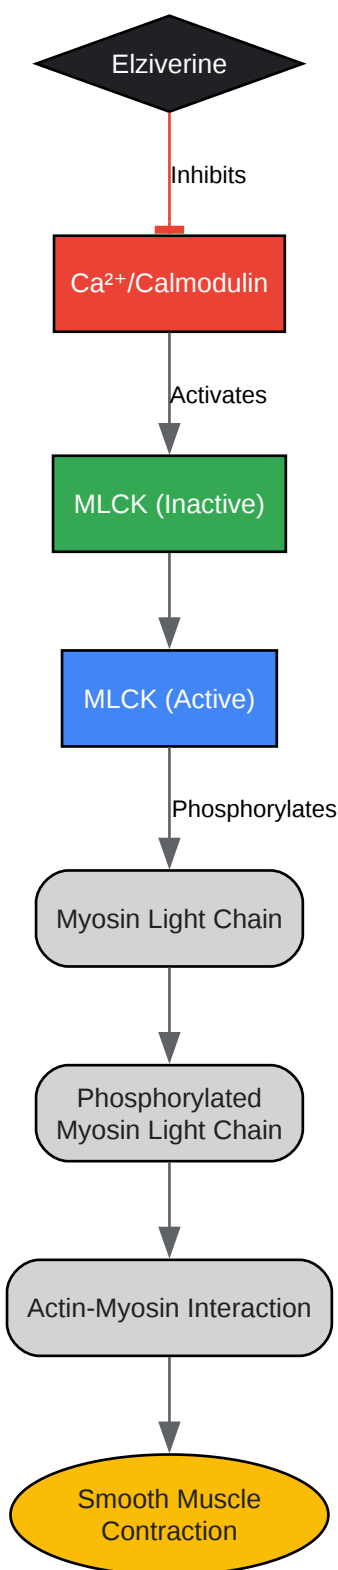 Elziverine
Inhibits
Ca²⁺/Calmodulin
Activates
MLCK (Inactive)
MLCK (Active)
Phosphorylates
Myosin Light Chain
Phosphorylated
Myosin Light Chain
Actin-Myosin Interaction
Smooth Muscle
Contraction